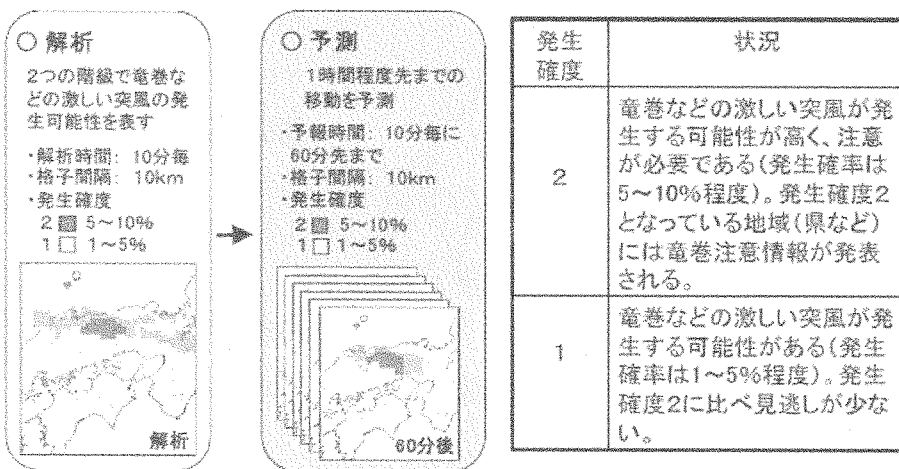 ○ 解析
2つの階級で竜巻な
どの激しい突風の発
生可能性を表す
・解析時間: 10分毎
・格子間隔: 10km
・発生確度
2 5～10%
1 1～5%
解析
○ 予測
1時間程度先までの
移動を予測
・予報時間: 10分毎に
60分先まで
・格子間隔: 10km
・発生確度
2 5～10%
1 1～5%
60分後
発生
確度
状況
2
竜巻などの激しい突風が発
生する可能性が高く、注意
が必要である(発生確率は
5～10%程度)。発生確度2
となっている地域(県など)
には竜巻注意情報が発表
される。
1
竜巻などの激しい突風が発
生する可能性がある(発生
確率は1～5%程度)。発生
確度2に比べ見逃しが少な
い。